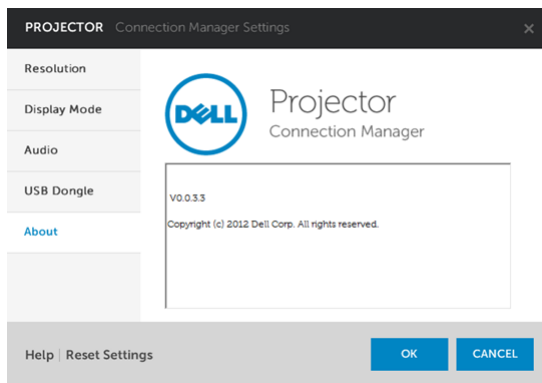 PROJECTOR Connection Manager Settings ×
Resolution
Display Mode
Audio
USB Dongle
About
DELL
Projector
Connection Manager
V0.0.3.3
Copyright (c) 2012 Dell Corp. All rights reserved.
Help | Reset Settings
OK
CANCEL